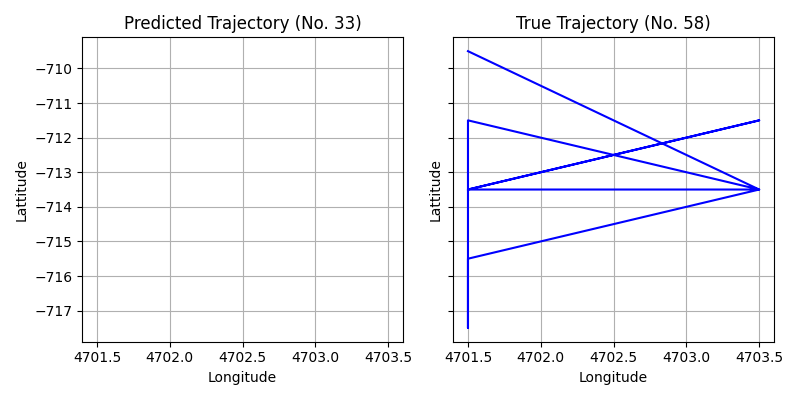 Predicted Trajectory (No. 33)
True Trajectory (No. 58)
−710
−711
−712
−713
−714
−715
−716
−717
Lattitude
Lattitude
4701.5 4702.0 4702.5 4703.0 4703.5
4701.5 4702.0 4702.5 4703.0 4703.5
Longitude
Longitude